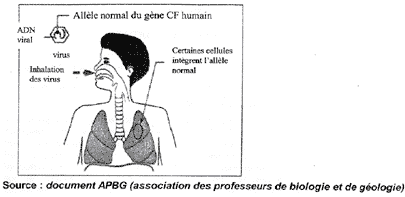 Allèle normal du gène CF humain
ADN
viral
virus
Certaines cellules
intègrent l'allèle
normal
Inhalation
des virus
Source : document APBG (association des professeurs de biologie et de géologie)